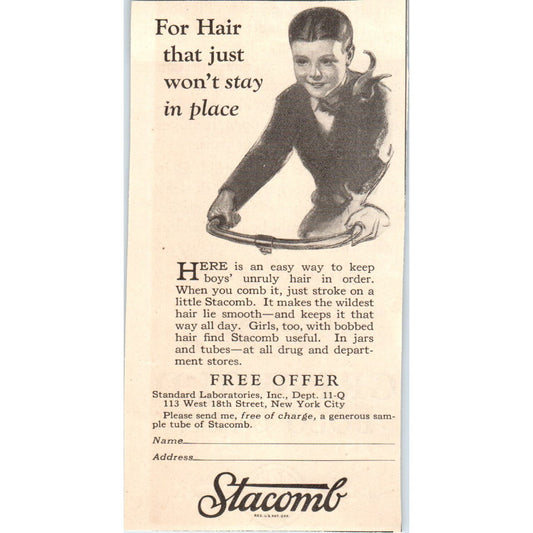 For Hair
that just
won't stay
in place
HERE is an easy way to keep
boys' unruly hair in order.
When you comb it, just stroke on a
little Stacomb. It makes the wildest
hair lie smooth—and keeps it that
way all day. Girls, too, with bobbed
hair find Stacomb useful. In jars
and tubes—at all drug and depart-
ment stores.
FREE OFFER
Standard Laboratories, Inc., Dept. 11-Q
113 West 18th Street, New York City
Please send me, free of charge, a generous sam-
ple tube of Stacomb.
Name
Address
Stacomb
REG. U.S. PAT. OFF.